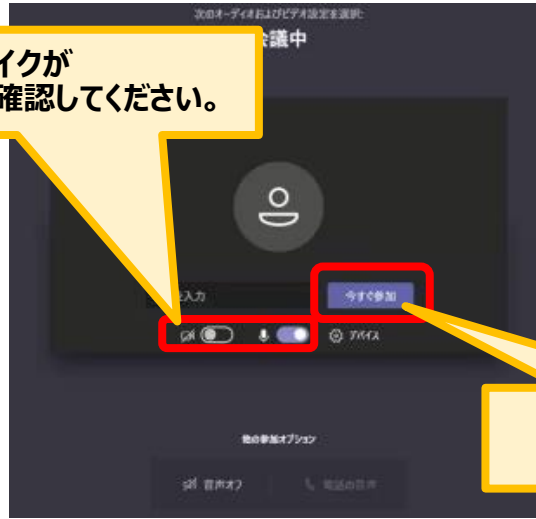 次のオーディオおよびビデオ設定を選択:
会議中
イクが
確認してください。
入力
今すぐ参加
デバイス
他の参加オプション
音声オフ
電話の音声